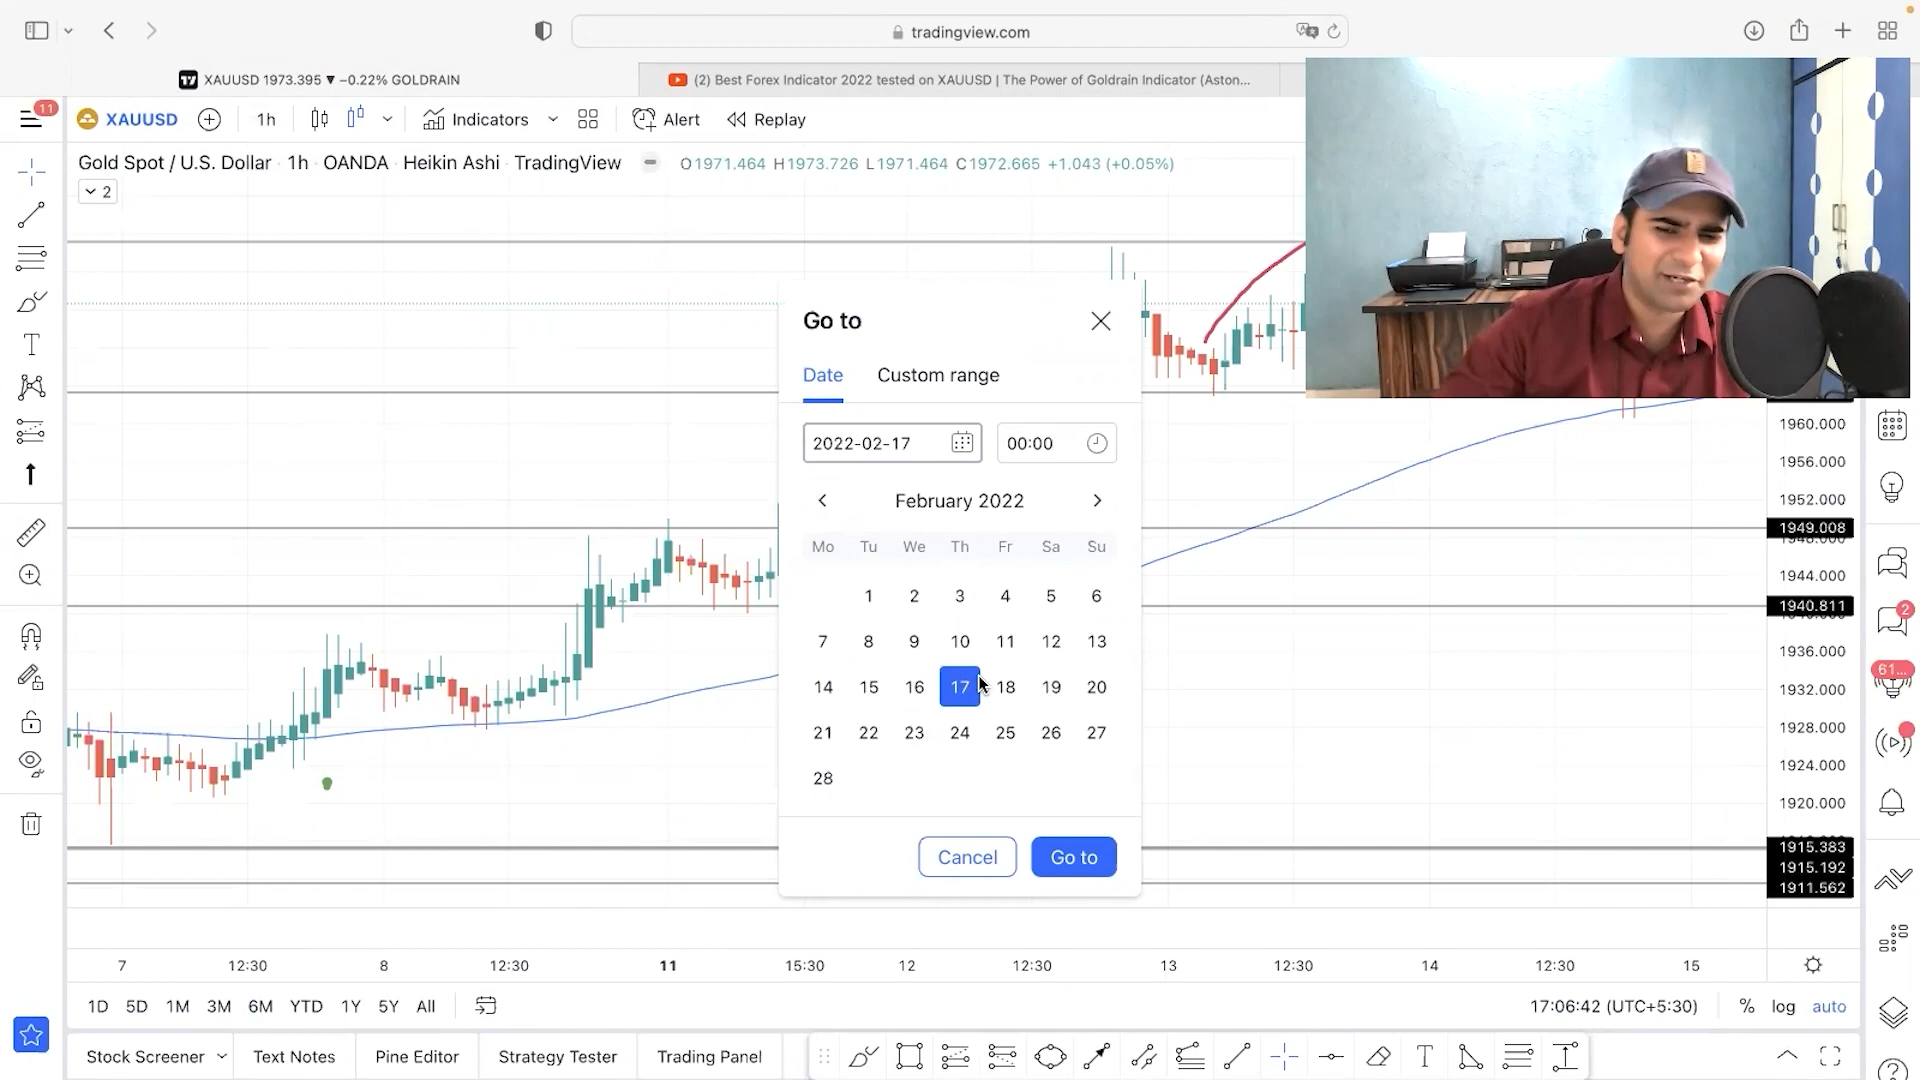 tradingview.com
XAUUSD 1973.395 ▼ −0.22% GOLDRAIN
(2) Best Forex Indicator 2022 tested on XAUUSD | The Power of Goldrain Indicator (Aston...
11
XAUUSD
1h
Indicators
Alert
Replay
Gold Spot / U.S. Dollar · 1h · OANDA · Heikin Ashi · TradingView
O1971.464 H1973.726 L1971.464 C1972.665 +1.043 (+0.05%)
2
Go to
Date
Custom range
2022-02-17
00:00
February 2022
Mo Tu We Th Fr Sa Su
1 2 3 4 5 6
7 8 9 10 11 12 13
14 15 16 17 18 19 20
21 22 23 24 25 26 27
28
Cancel
Go to
1960.000
1956.000
1952.000
1949.008
1948.000
1944.000
1940.811
1936.000
1932.000
1928.000
1924.000
1920.000
1915.383
1915.192
1911.562
2
61...
7 12:30 8 12:30 11 15:30 12 12:30 13 12:30 14 12:30 15
1D 5D 1M 3M 6M YTD 1Y 5Y All
17:06:42 (UTC+5:30)
% log auto
Stock Screener
Text Notes
Pine Editor
Strategy Tester
Trading Panel